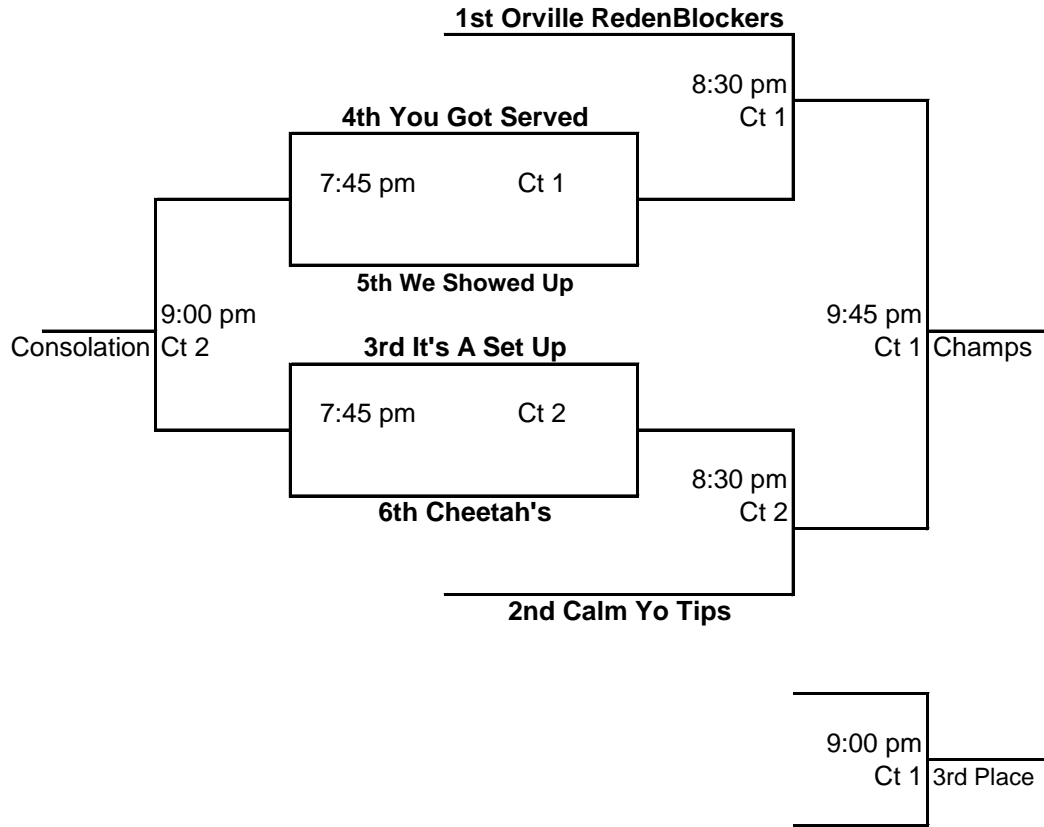 1st Orville RedenBlockers
8:30 pm
Ct 1
4th You Got Served
7:45 pm Ct 1
5th We Showed Up
9:00 pm
Consolation Ct 2
3rd It's A Set Up
9:45 pm
Ct 1 Champs
7:45 pm Ct 2
8:30 pm
Ct 2
6th Cheetah's
2nd Calm Yo Tips
9:00 pm
Ct 1 3rd Place